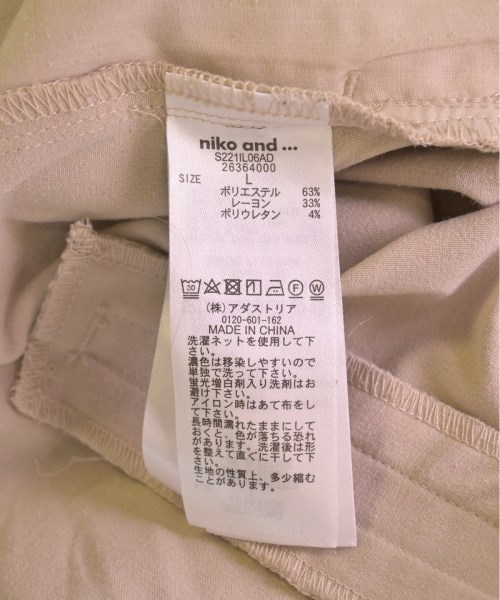 niko and ...
S221IL06AD
26364000
SIZE L
ポリエステル 63%
レーヨン 33%
ポリウレタン 4%
30 F W
(株)アダストリア
0120-601-162
MADE IN CHINA
洗濯ネットを使用して下
さい。
濃色は移染しやすいので
単独で洗って下さい。
蛍光増白剤入り洗剤はお
避け下さい。
アイロン時はあて布をし
て下さい。
長時間濡れたままにして
おくと、色が落ちる恐れ
があります。洗濯後は形
を整えて直ぐに干して下
さい。
生地の性質上、多少縮む
ことがあります。